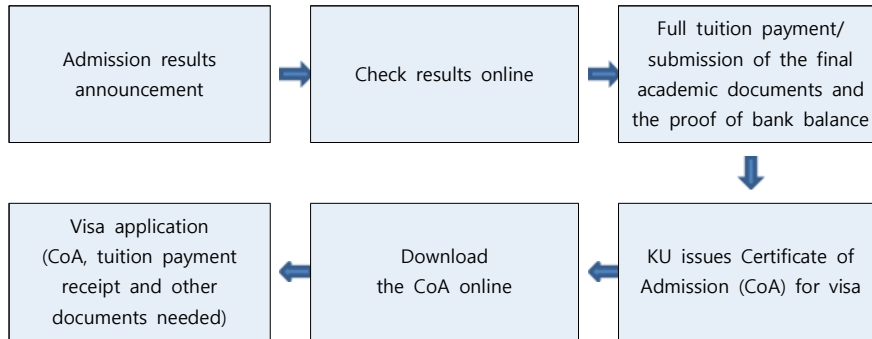 Admission results
announcement
Check results online
Full tuition payment/
submission of the final
academic documents and
the proof of bank balance
KU issues Certificate of
Admission (CoA) for visa
Download
the CoA online
Visa application
(CoA, tuition payment
receipt and other
documents needed)